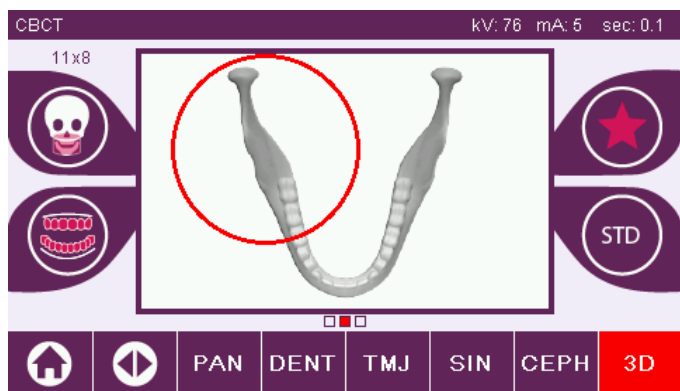 CBCT kV: 76 mA: 5 sec: 0.1
11x8
STD
PAN DENT TMJ SIN CEPH 3D